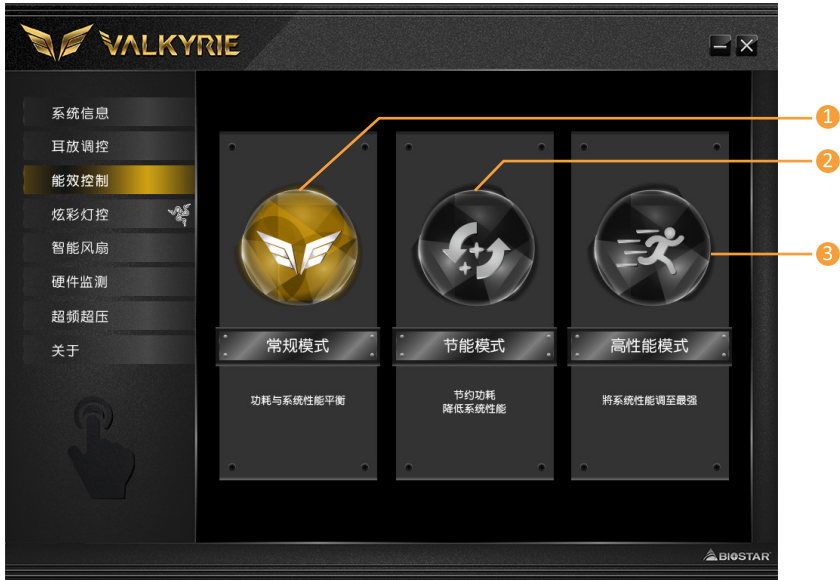 VALKYRIE
系统信息
耳放调控
能效控制
炫彩灯控
智能风扇
硬件监测
超频超压
关于
常规模式
功耗与系统性能平衡
节能模式
节约功耗
降低系统性能
高性能模式
將系统性能调至最强
1
2
3
BIOSTAR